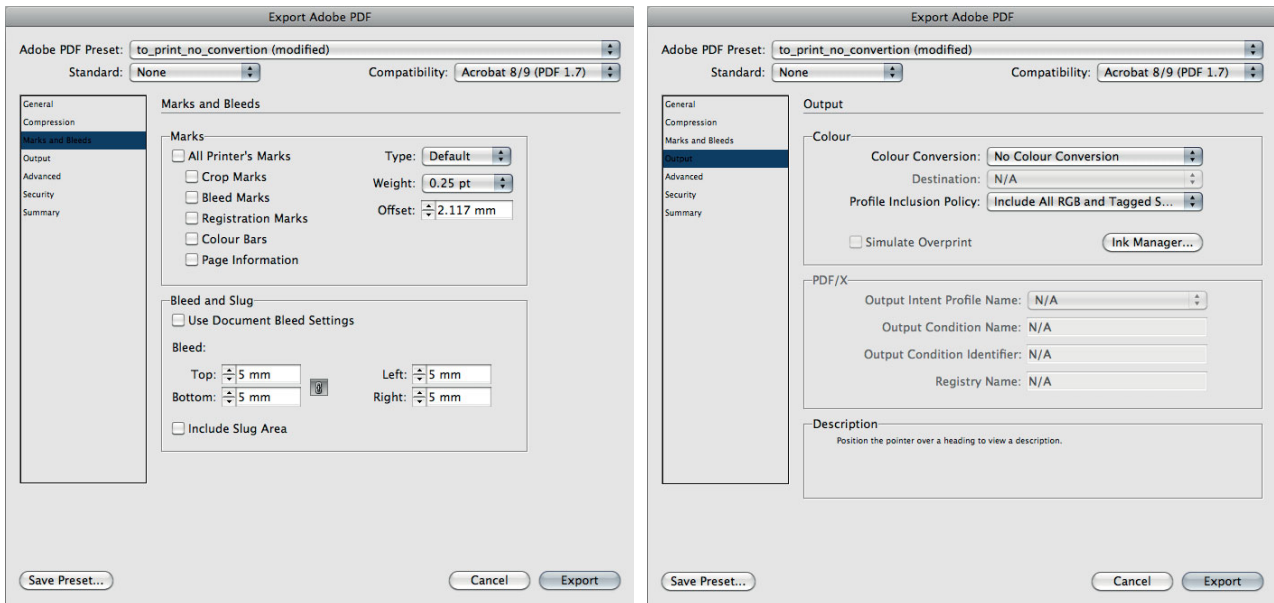 Export Adobe PDF
Adobe PDF Preset: to_print_no_convertion (modified)
Standard: None Compatibility: Acrobat 8/9 (PDF 1.7)
General
Compression
Marks and Bleeds
Output
Advanced
Security
Summary
Marks and Bleeds
Marks
All Printer's Marks Type: Default
Crop Marks Weight: 0.25 pt
Bleed Marks Offset: 2.117 mm
Registration Marks
Colour Bars
Page Information
Bleed and Slug
Use Document Bleed Settings
Bleed:
Top: 5 mm Left: 5 mm
Bottom: 5 mm Right: 5 mm
Include Slug Area
Save Preset... Cancel Export
Export Adobe PDF
Adobe PDF Preset: to_print_no_convertion (modified)
Standard: None Compatibility: Acrobat 8/9 (PDF 1.7)
General
Compression
Marks and Bleeds
Output
Advanced
Security
Summary
Output
Colour
Colour Conversion: No Colour Conversion
Destination: N/A
Profile Inclusion Policy: Include All RGB and Tagged S...
Simulate Overprint Ink Manager...
PDF/X
Output Intent Profile Name: N/A
Output Condition Name: N/A
Output Condition Identifier: N/A
Registry Name: N/A
Description
Position the pointer over a heading to view a description.
Save Preset... Cancel Export